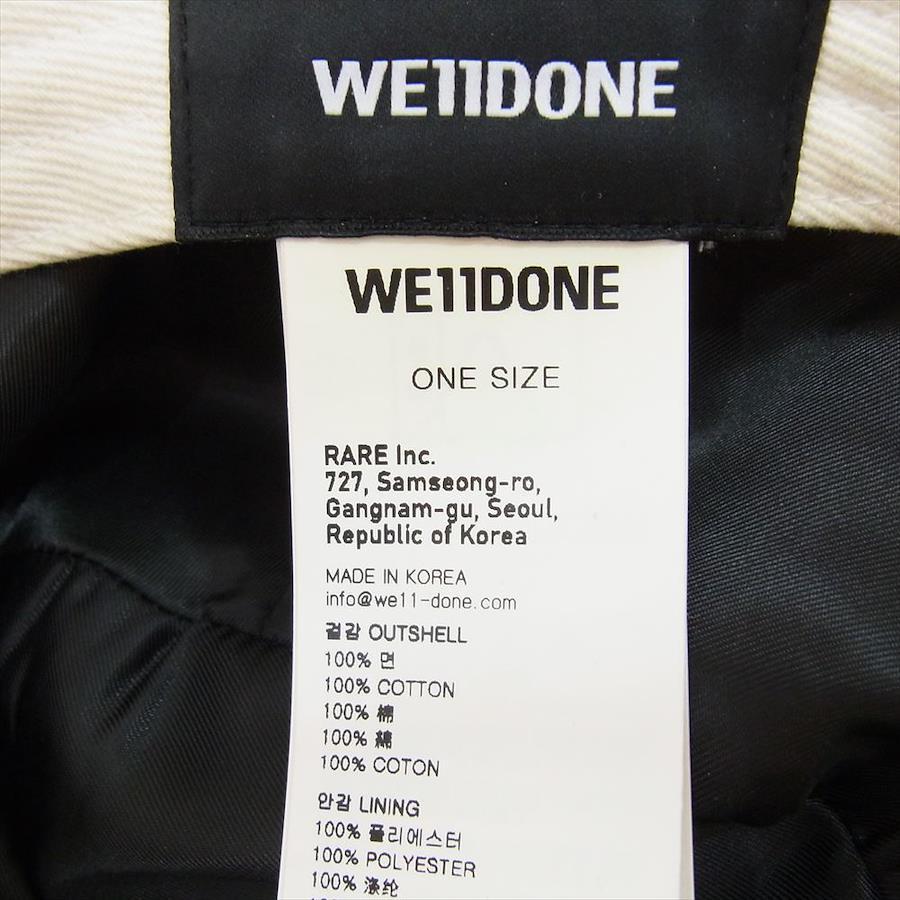 WE11DONE
WE11DONE
ONE SIZE
RARE Inc.
727, Samseong-ro,
Gangnam-gu, Seoul,
Republic of Korea
MADE IN KOREA
info@we11-done.com
겉감 OUTSHELL
100% 면
100% COTTON
100% 棉
100% 綿
100% COTON
안감 LINING
100% 폴리에스터
100% POLYESTER
100% 涤纶